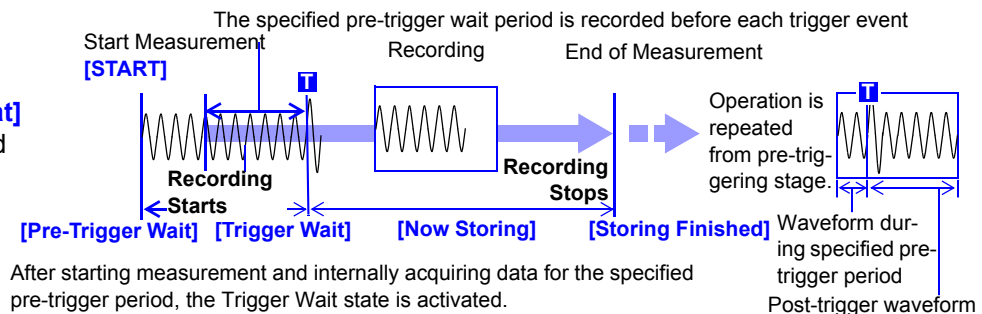 The specified pre-trigger wait period is recorded before each trigger event
Start Measurement
[START]
Recording
End of Measurement
T
Recording
Starts
Recording
Stops
[Pre-Trigger Wait]
[Trigger Wait]
[Now Storing]
[Storing Finished]
After starting measurement and internally acquiring data for the specified
pre-trigger period, the Trigger Wait state is activated.
Operation is
repeated
from pre-trig-
gering stage.
T
Waveform dur-
ing specified pre-
trigger period
Post-trigger waveform